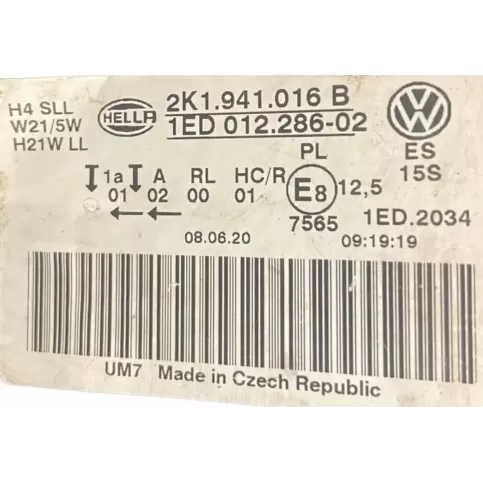 H4 SLL
W21/5W
H21W LL
HELLA
2K1.941.016 B
1ED 012.286-02
PL
ES
15S
1a A RL HC/R E8 12,5
01 02 00 01
7565 1ED.2034
08.06.20 09:19:19
UM7 Made in Czech Republic